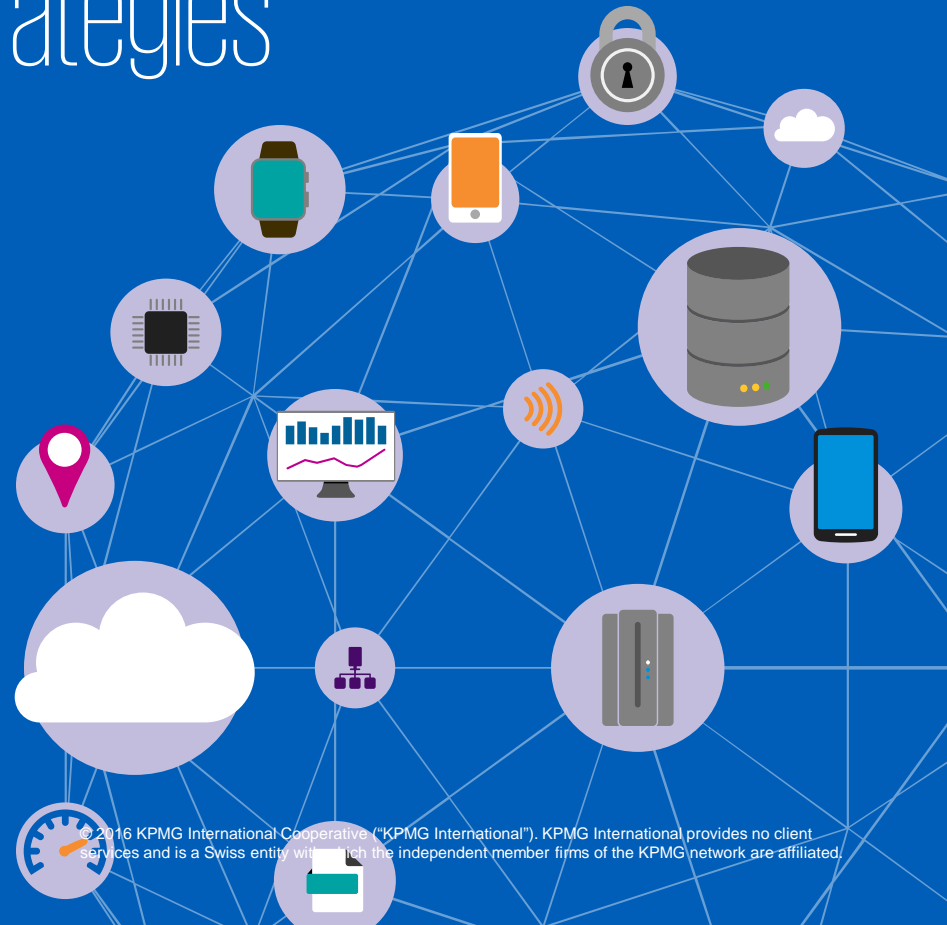 ategies
© 2016 KPMG International Cooperative (“KPMG International”). KPMG International provides no client
services and is a Swiss entity with which the independent member firms of the KPMG network are affiliated.